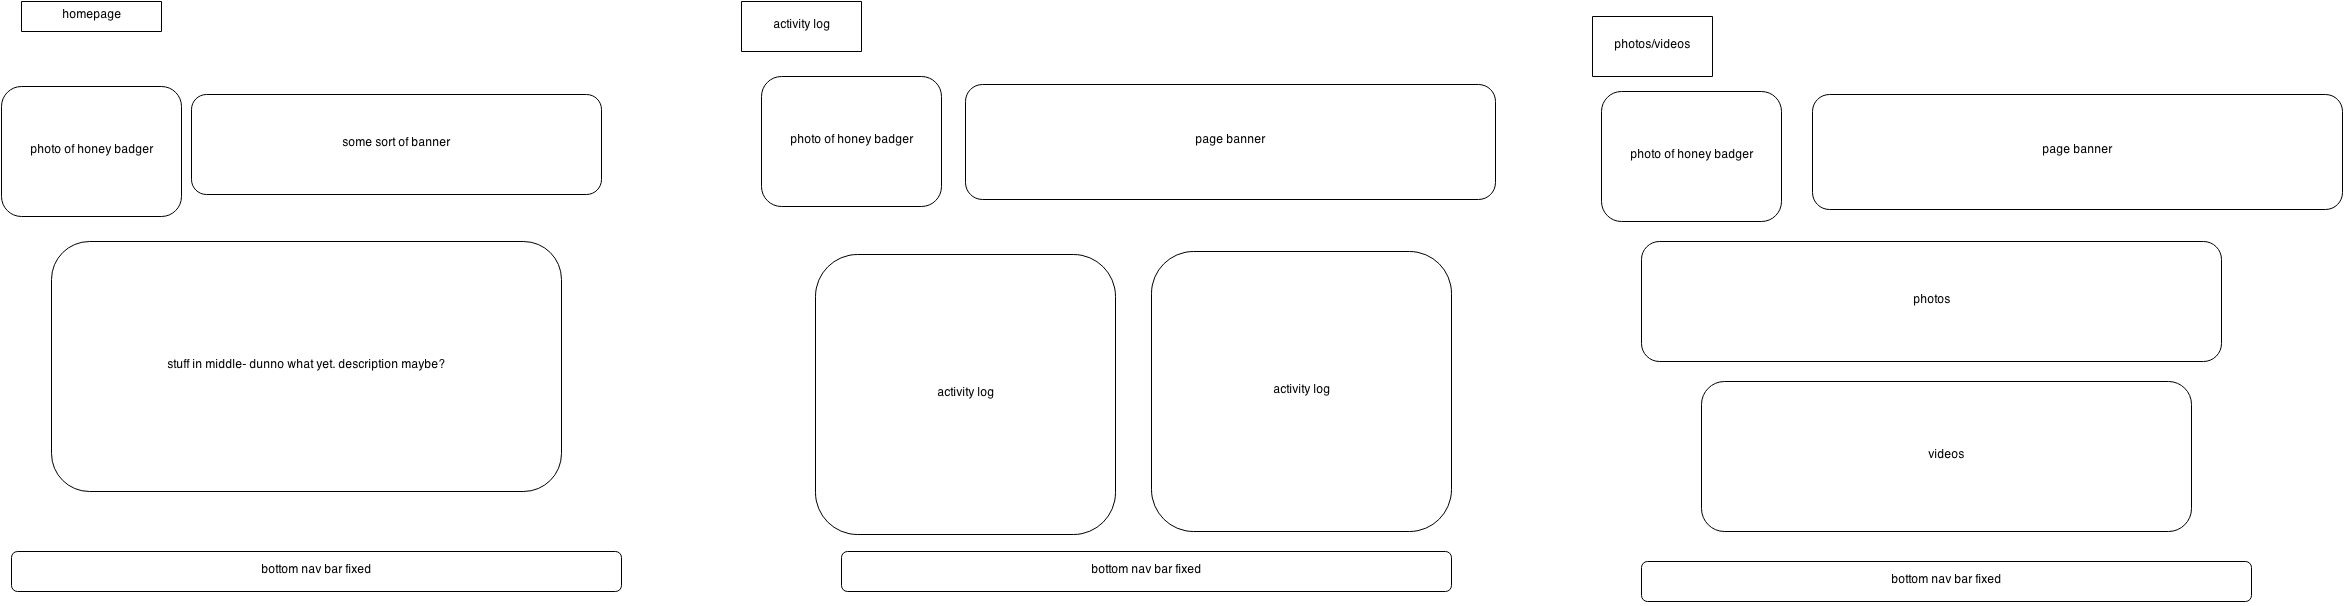 homepage
photo of honey badger
some sort of banner
stuff in middle- dunno what yet. description maybe?
bottom nav bar fixed
activity log
photo of honey badger
page banner
activity log
activity log
bottom nav bar fixed
photos/videos
photo of honey badger
page banner
photos
videos
bottom nav bar fixed